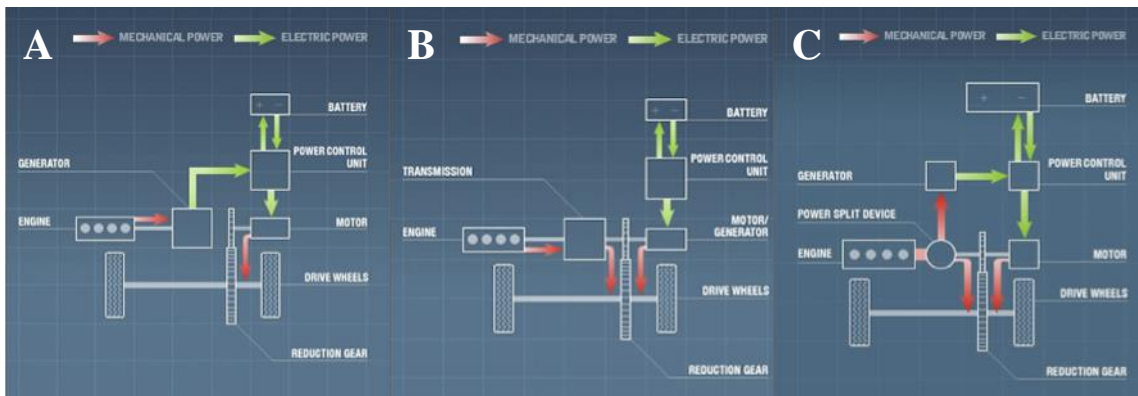 A
MECHANICAL POWER
ELECTRIC POWER
+ −
BATTERY
POWER CONTROL
UNIT
GENERATOR
ENGINE
MOTOR
DRIVE WHEELS
REDUCTION GEAR
B
MECHANICAL POWER
ELECTRIC POWER
+ −
BATTERY
POWER CONTROL
UNIT
TRANSMISSION
ENGINE
MOTOR/
GENERATOR
DRIVE WHEELS
REDUCTION GEAR
C
MECHANICAL POWER
ELECTRIC POWER
+ −
BATTERY
POWER CONTROL
UNIT
GENERATOR
POWER SPLIT DEVICE
ENGINE
MOTOR
DRIVE WHEELS
REDUCTION GEAR